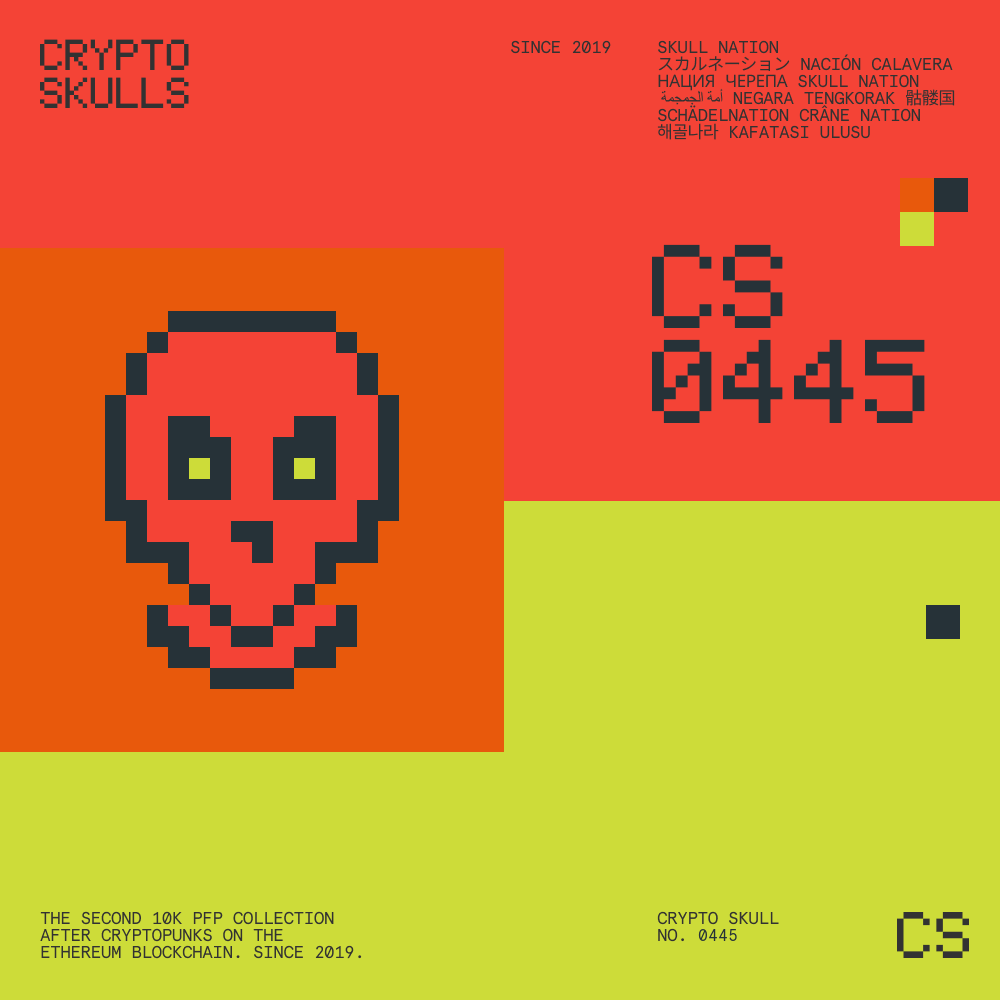 CRYPTO
SKULLS
SINCE 2019
SKULL NATION
スカルネーション NACIÓN CALAVERA
НАЦИЯ ЧЕРЕПА SKULL NATION
أمة الجمجمة NEGARA TENGKORAK 骷髅国
SCHÄDELNATION CRÂNE NATION
해골나라 KAFATASI ULUSU
CS
0445
THE SECOND 10K PFP COLLECTION
AFTER CRYPTOPUNKS ON THE
ETHEREUM BLOCKCHAIN. SINCE 2019.
CRYPTO SKULL
NO. 0445
CS